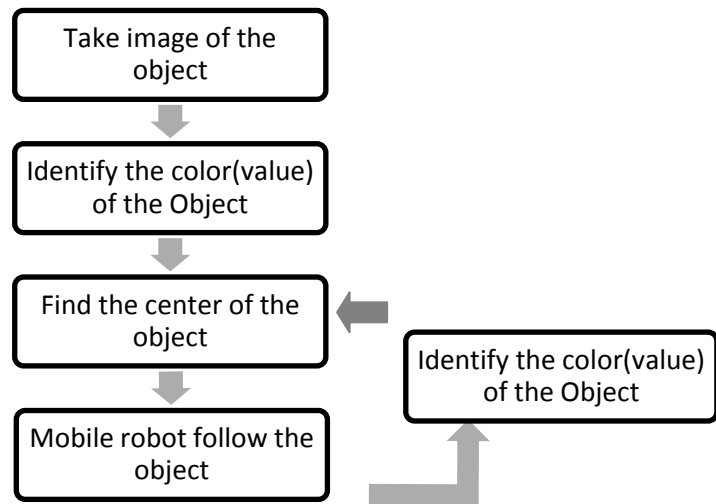 Take image of the
object
Identify the color(value)
of the Object
Find the center of the
object
Mobile robot follow the
object
Identify the color(value)
of the Object